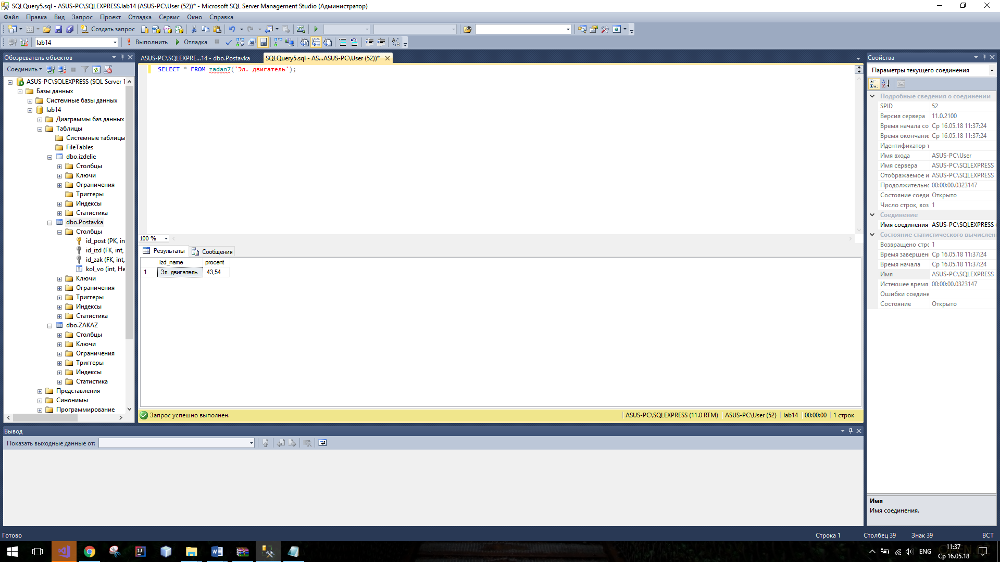 SQLQuery5.sql - ASUS-PC\SQLEXPRESS.lab14 (ASUS-PC\User (52))* - Microsoft SQL Server Management Studio (Администратор)
Файл Правка Вид Запрос Проект Отладка Сервис Окно Справка
Создать запрос
lab14 Выполнить Отладка
Обозреватель объектов
Соединить
ASUS-PC\SQLEXPRESS (SQL Server 1
Базы данных
Системные базы данных
lab14
Диаграммы баз данных
Таблицы
Системные таблицы
FileTables
dbo.izdelie
Столбцы
Ключи
Ограничения
Триггеры
Индексы
Статистика
dbo.Postavka
Столбцы
id_post (PK, in
id_izd (FK, int,
id_zak (FK, int,
kol_vo (int, Не
Ключи
Ограничения
Триггеры
Индексы
Статистика
dbo.ZAKAZ
Столбцы
Ключи
Ограничения
Триггеры
Индексы
Статистика
Представления
Синонимы
Программирование
ASUS-PC\SQLEXPRE...14 - dbo.Postavka
SQLQuery5.sql - AS...ASUS-PC\User (52))*
SELECT * FROM zadan7('Эл. двигатель');
100 %
Результаты Сообщения
izd_name procent
1 Эл. двигатель 43,54
Запрос успешно выполнен.
ASUS-PC\SQLEXPRESS (11.0 RTM) ASUS-PC\User (52) lab14 00:00:00 1 строк
Свойства
Параметры текущего соединения
Подробные сведения о соединении
SPID 52
Версия сервера 11.0.2100
Время начала со Ср 16.05.18 11:37:24
Время окончани Ср 16.05.18 11:37:24
Идентификатор т
Имя входа ASUS-PC\User
Имя сервера ASUS-PC\SQLEXPRESS
Отображаемое и ASUS-PC\SQLEXPRESS
Продолжительно 00:00:00.0323147
Состояние соеди Открыто
Число строк, воз 1
Соединение
Имя соединения ASUS-PC\SQLEXPRESS (
Состояние статистического вычислен
Возвращено стро 1
Время завершен Ср 16.05.18 11:37:24
Время начала Ср 16.05.18 11:37:24
Имя ASUS-PC\SQLEXPRESS
Истекшее время 00:00:00.0323147
Ошибки соедине
Состояние Открыто
Имя
Имя соединения.
Вывод
Показать выходные данные от:
Готово
Строка 1 Столбец 39 Знак 39 ВСТ
ENG 11:37
Ср 16.05.18